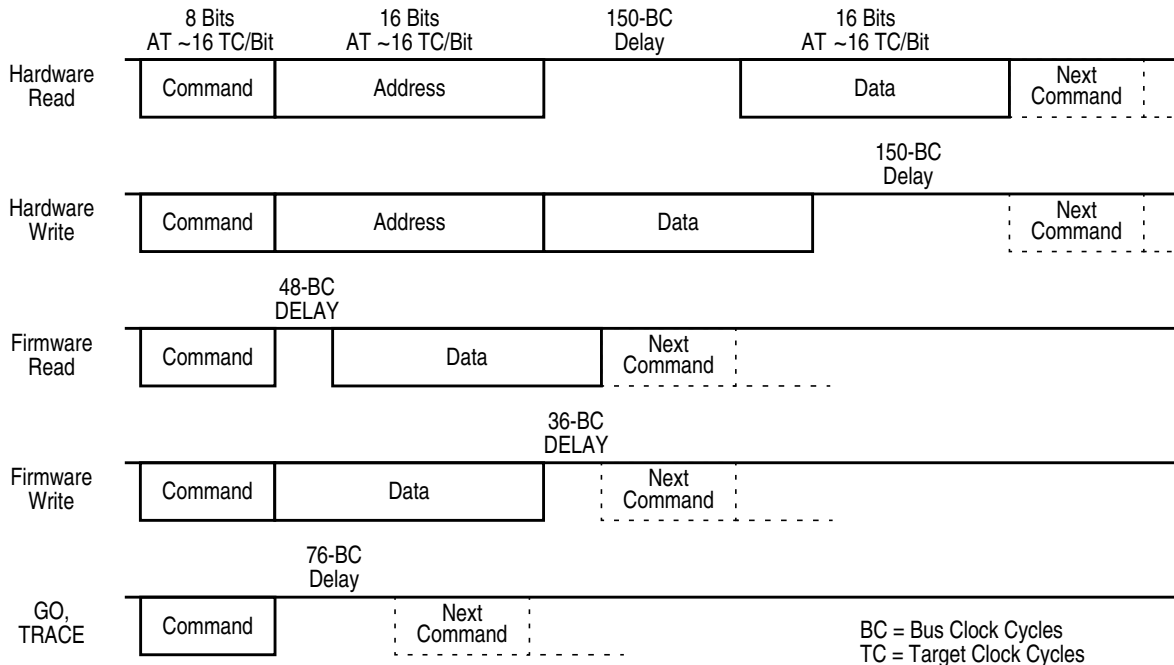 8 Bits
AT ~16 TC/Bit
16 Bits
AT ~16 TC/Bit
150-BC
Delay
16 Bits
AT ~16 TC/Bit
Hardware
Read
Command
Address
Data
Next
Command
150-BC
Delay
Hardware
Write
Command
Address
Data
Next
Command
48-BC
DELAY
Firmware
Read
Command
Data
Next
Command
36-BC
DELAY
Firmware
Write
Command
Data
Next
Command
76-BC
Delay
GO,
TRACE
Command
Next
Command
BC = Bus Clock Cycles
TC = Target Clock Cycles